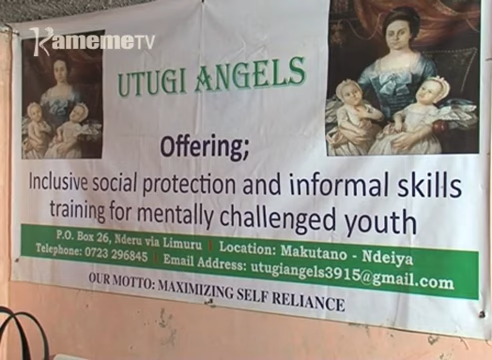 KamemeTV
UTUGI ANGELS
Offering;
Inclusive social protection and informal skills
training for mentally challenged youth
P.O. Box 26, Nderu via Limuru | Location: Makutano - Ndeiya
Telephone: 0723 296845 | Email Address: utugiangels3915@gmail.com
OUR MOTTO: MAXIMIZING SELF RELIANCE